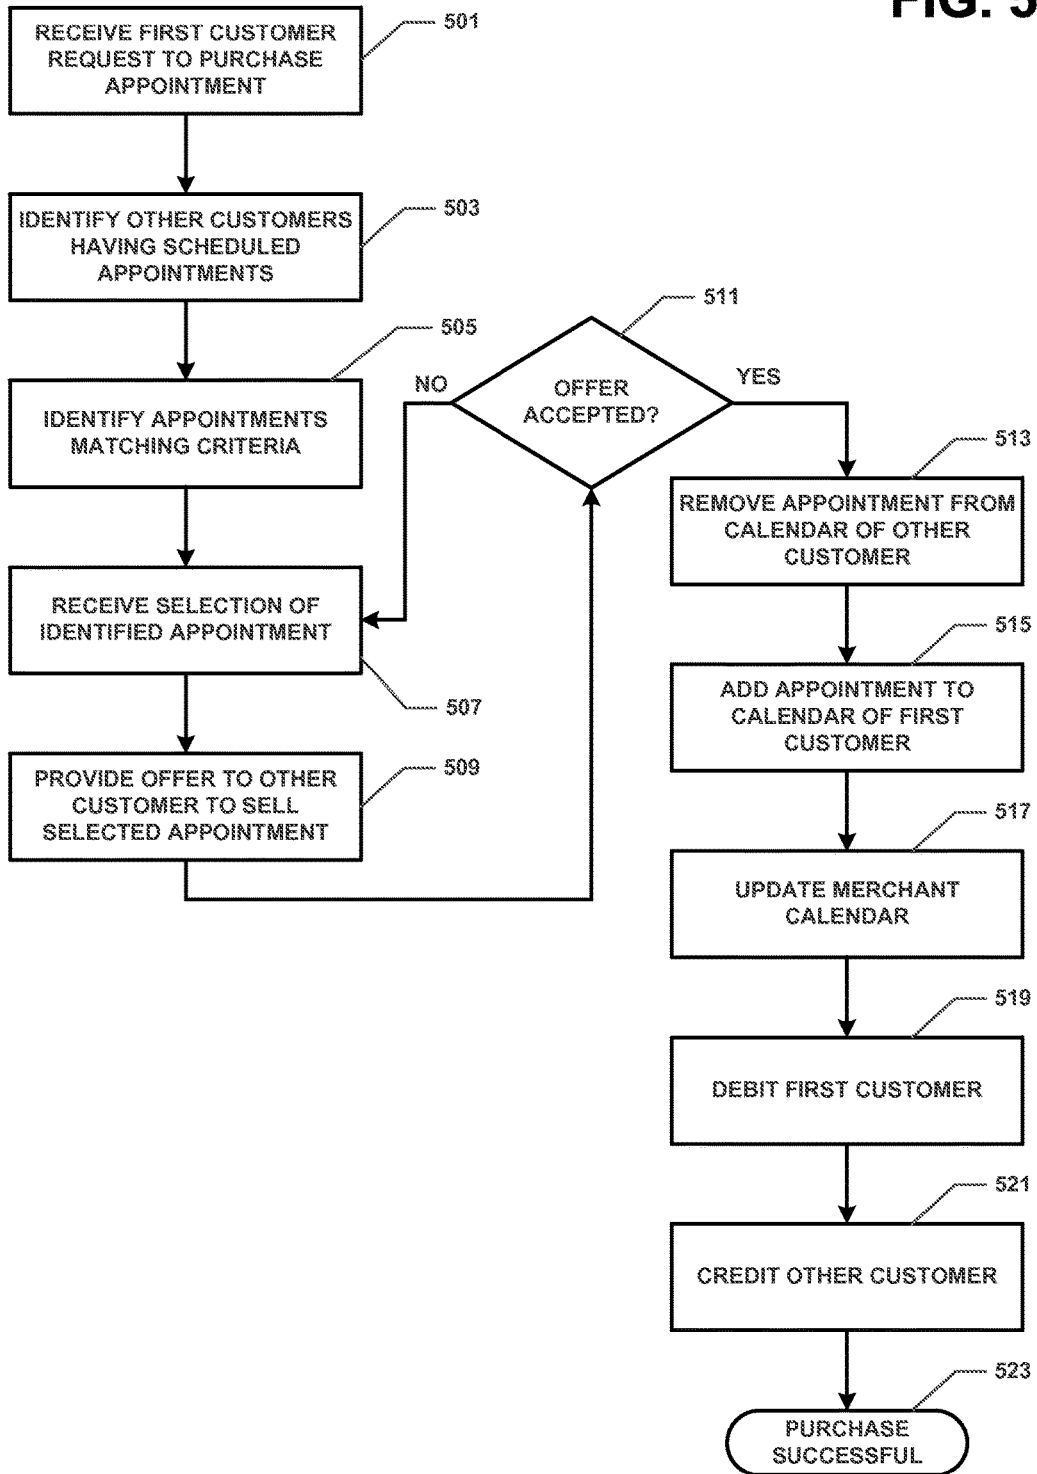 FIG. 5
RECEIVE FIRST CUSTOMER
REQUEST TO PURCHASE
APPOINTMENT
501
IDENTIFY OTHER CUSTOMERS
HAVING SCHEDULED
APPOINTMENTS
503
IDENTIFY APPOINTMENTS
MATCHING CRITERIA
505
RECEIVE SELECTION OF
IDENTIFIED APPOINTMENT
507
PROVIDE OFFER TO OTHER
CUSTOMER TO SELL
SELECTED APPOINTMENT
509
OFFER
ACCEPTED?
511
NO
YES
REMOVE APPOINTMENT FROM
CALENDAR OF OTHER
CUSTOMER
513
ADD APPOINTMENT TO
CALENDAR OF FIRST
CUSTOMER
515
UPDATE MERCHANT
CALENDAR
517
DEBIT FIRST CUSTOMER
519
CREDIT OTHER CUSTOMER
521
PURCHASE
SUCCESSFUL
523